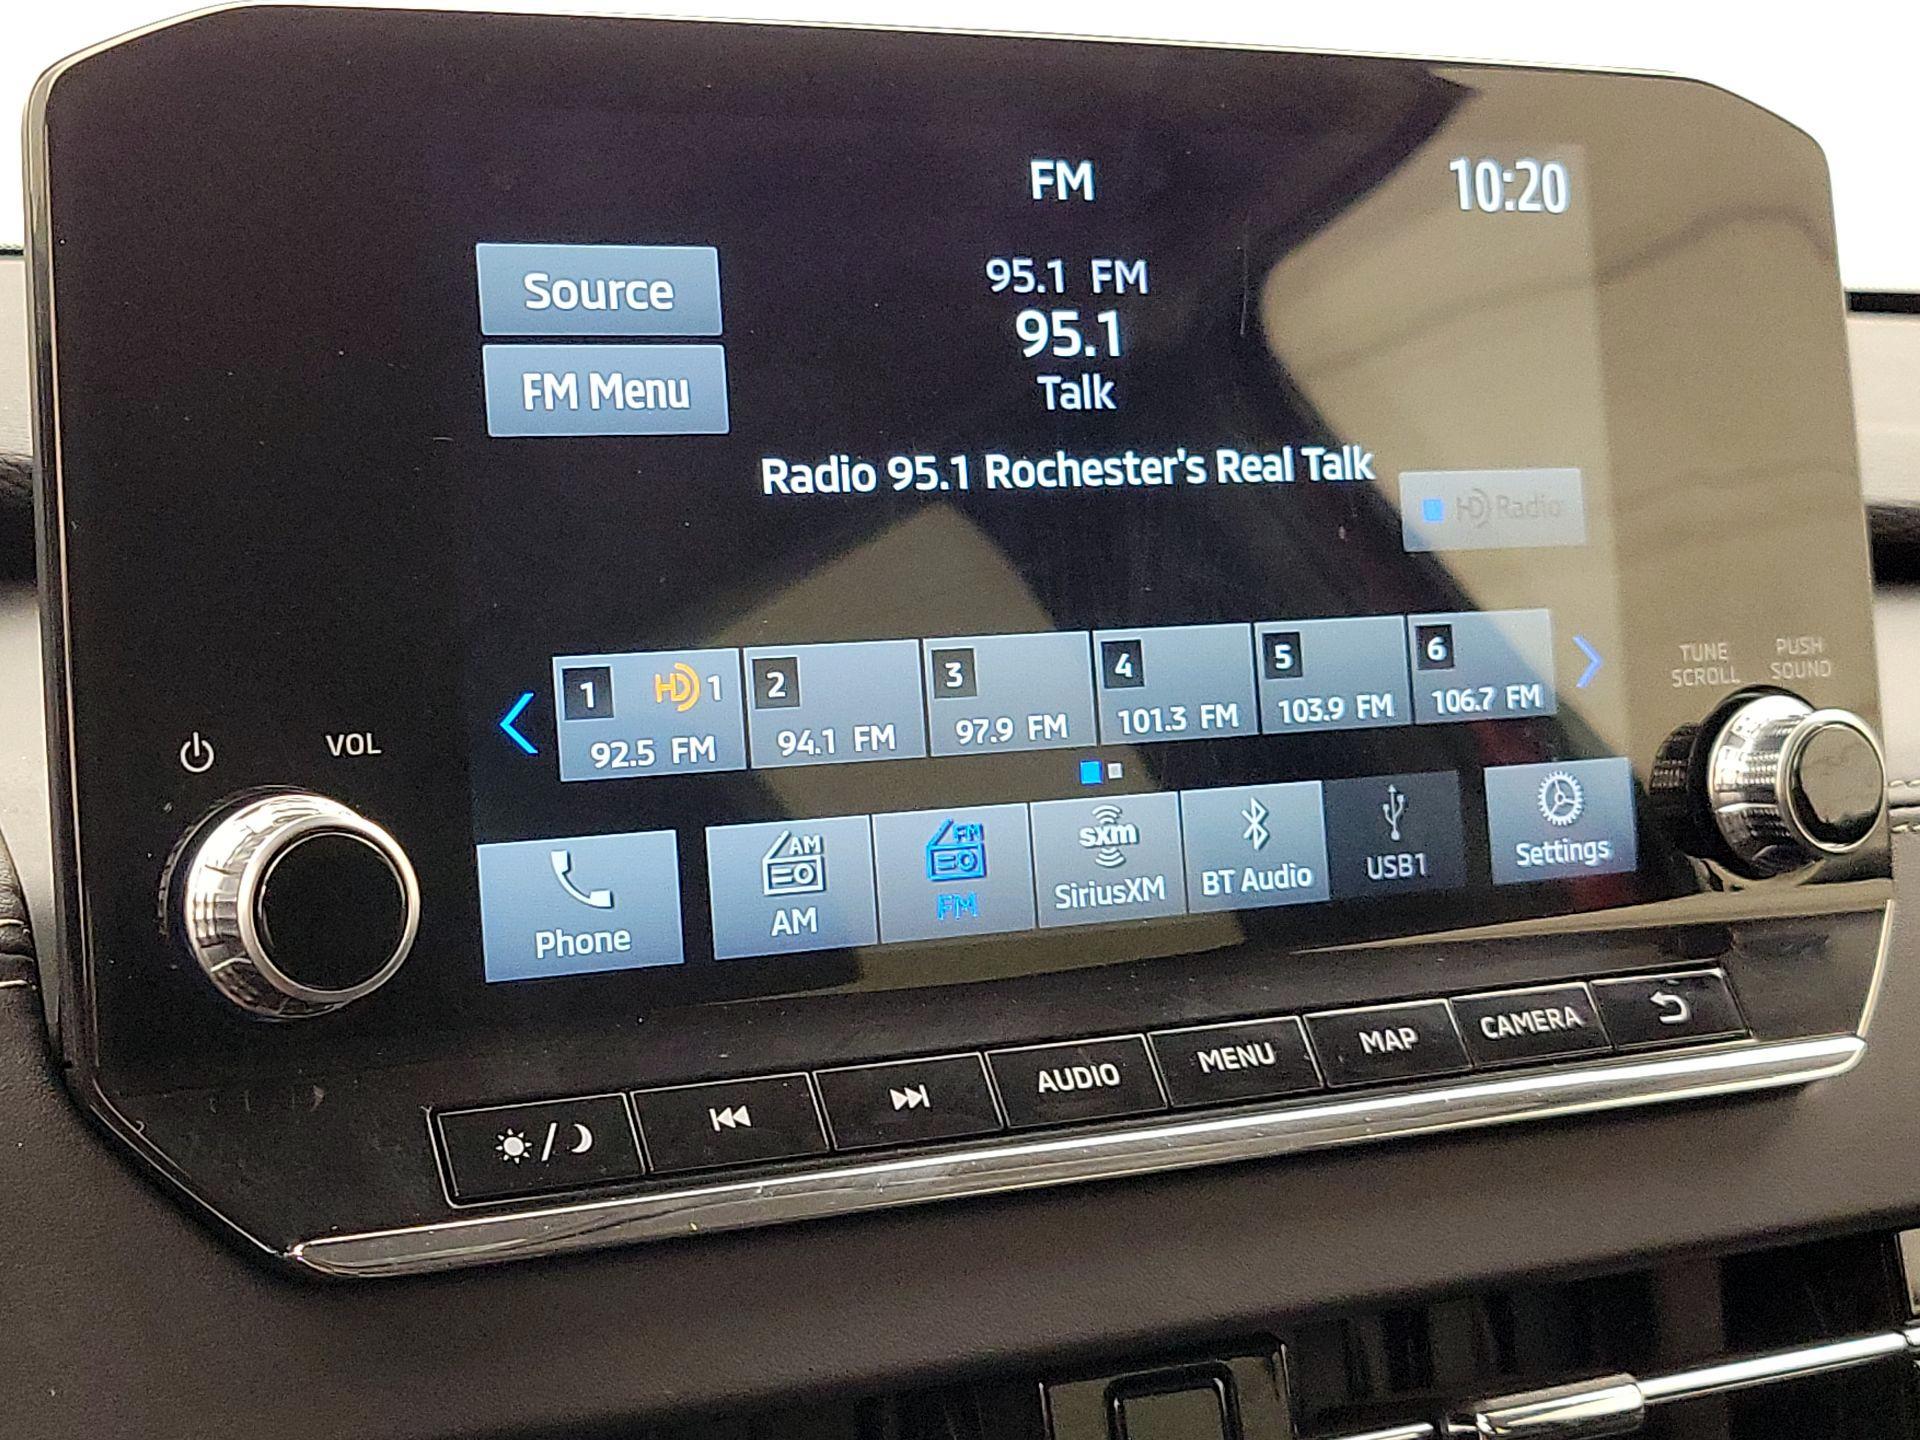 FM
10:20
Source
95.1 FM
95.1
FM Menu
Talk
Radio 95.1 Rochester's Real Talk
HD Radio
TUNE
SCROLL
PUSH
SOUND
1 HD 1
92.5 FM
2
94.1 FM
3
97.9 FM
4
101.3 FM
5
103.9 FM
6
106.7 FM
VOL
Phone
AM
AM
FM
FM
sxm
SiriusXM
BT Audio
USB1
Settings
AUDIO
MENU
MAP
CAMERA